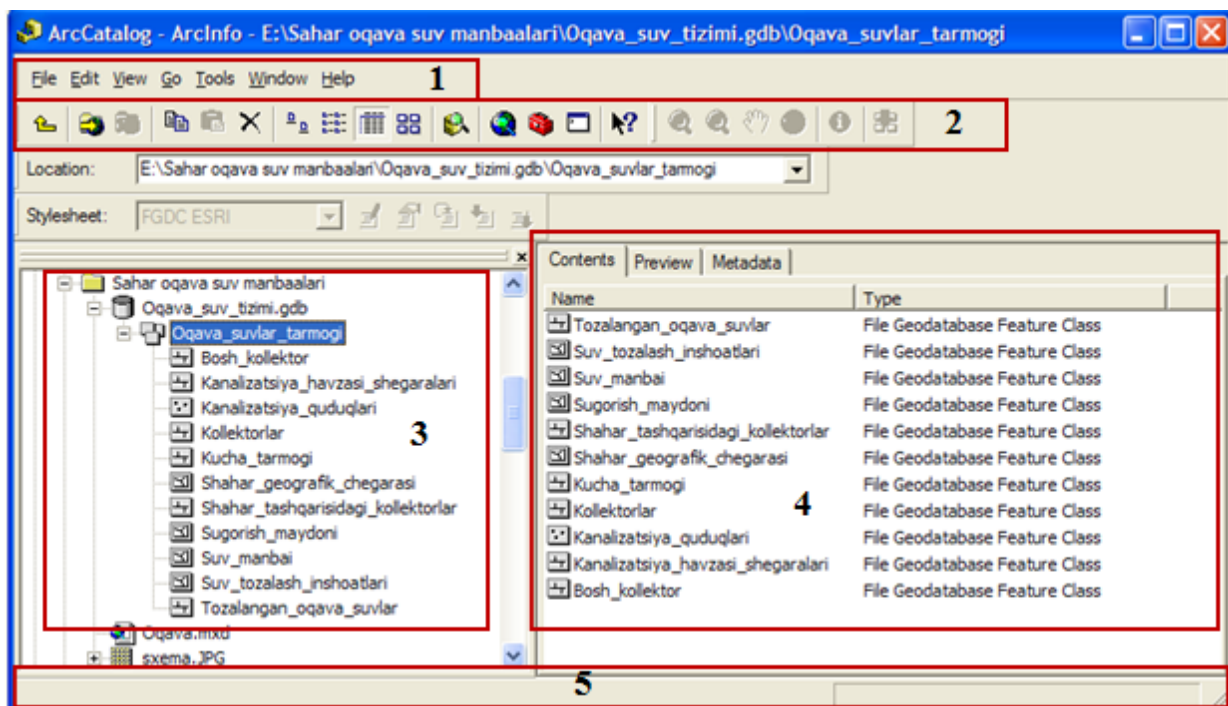 ArcCatalog - ArcInfo - E:\Sahar oqava suv manbaalari\Oqava_suv_tizimi.gdb\Oqava_suvlar_tarmogi
File Edit View Go Tools Window Help 1
2
Location: E:\Sahar oqava suv manbaalari\Oqava_suv_tizimi.gdb\Oqava_suvlar_tarmogi
Stylesheet: FGDC ESRI
Sahar oqava suv manbaalari
Oqava_suv_tizimi.gdb
Oqava_suvlar_tarmogi
Bosh_kollektor
Kanalizatsiya_havzasi_shegaralari
Kanalizatsiya_quduqlari
Kollektorlar
3
Kucha_tarmogi
Shahar_geografik_chegarasi
Shahar_tashqarisidagi_kollektorlar
Sugorish_maydoni
Suv_manbai
Suv_tozalash_inshoatlari
Tozalangan_oqava_suvlar
Oqava.mxd
sxema.JPG
Contents Preview Metadata
Name Type
Tozalangan_oqava_suvlar File Geodatabase Feature Class
Suv_tozalash_inshoatlari File Geodatabase Feature Class
Suv_manbai File Geodatabase Feature Class
Sugorish_maydoni File Geodatabase Feature Class
Shahar_tashqarisidagi_kollektorlar File Geodatabase Feature Class
Shahar_geografik_chegarasi File Geodatabase Feature Class
Kucha_tarmogi File Geodatabase Feature Class
Kollektorlar File Geodatabase Feature Class
4
Kanalizatsiya_quduqlari File Geodatabase Feature Class
Kanalizatsiya_havzasi_shegaralari File Geodatabase Feature Class
Bosh_kollektor File Geodatabase Feature Class
5